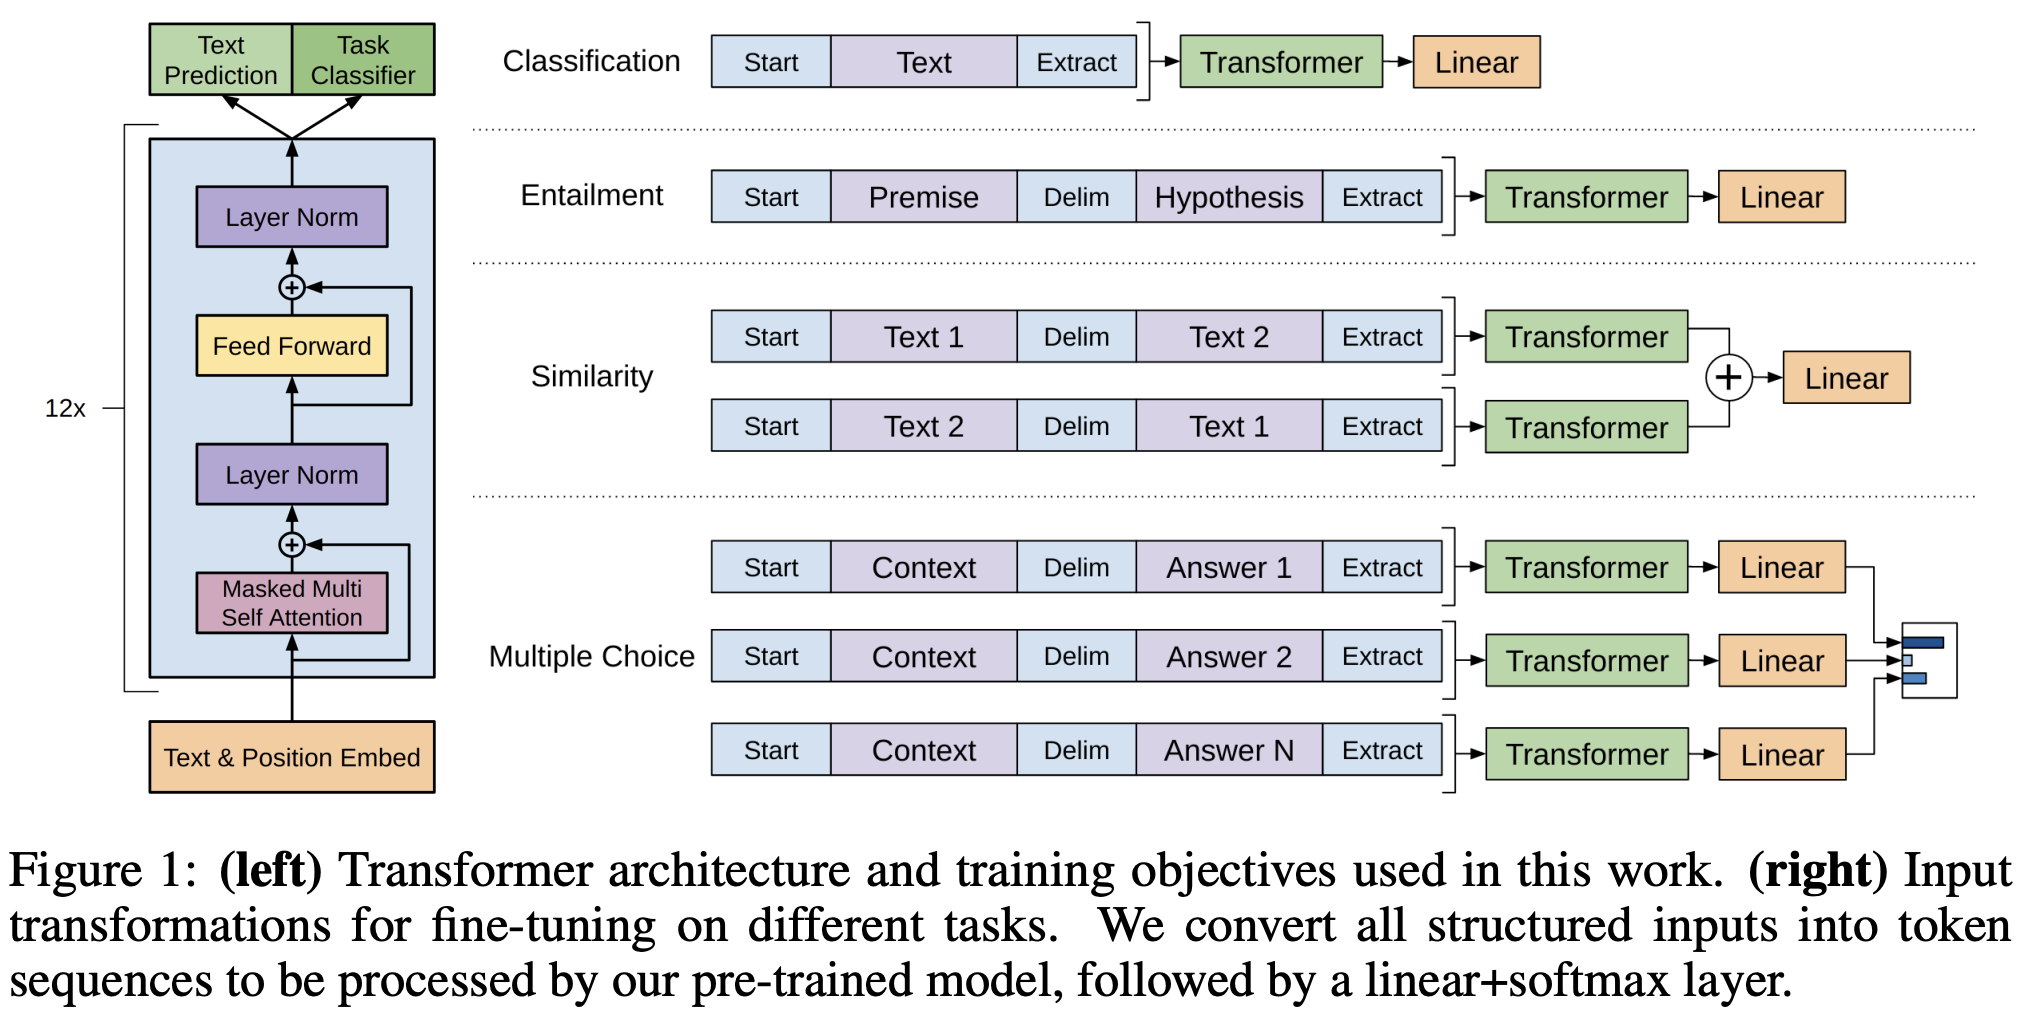 Text
Prediction
Task
Classifier
12x
Layer Norm
+
Feed Forward
Layer Norm
+
Masked Multi
Self Attention
Text & Position Embed
Classification
Start Text Extract Transformer Linear
Entailment
Start Premise Delim Hypothesis Extract Transformer Linear
Similarity
Start Text 1 Delim Text 2 Extract Transformer
Start Text 2 Delim Text 1 Extract Transformer
+ Linear
Multiple Choice
Start Context Delim Answer 1 Extract Transformer Linear
Start Context Delim Answer 2 Extract Transformer Linear
Start Context Delim Answer N Extract Transformer Linear
Figure 1: (left) Transformer architecture and training objectives used in this work. (right) Input
transformations for fine-tuning on different tasks. We convert all structured inputs into token
sequences to be processed by our pre-trained model, followed by a linear+softmax layer.